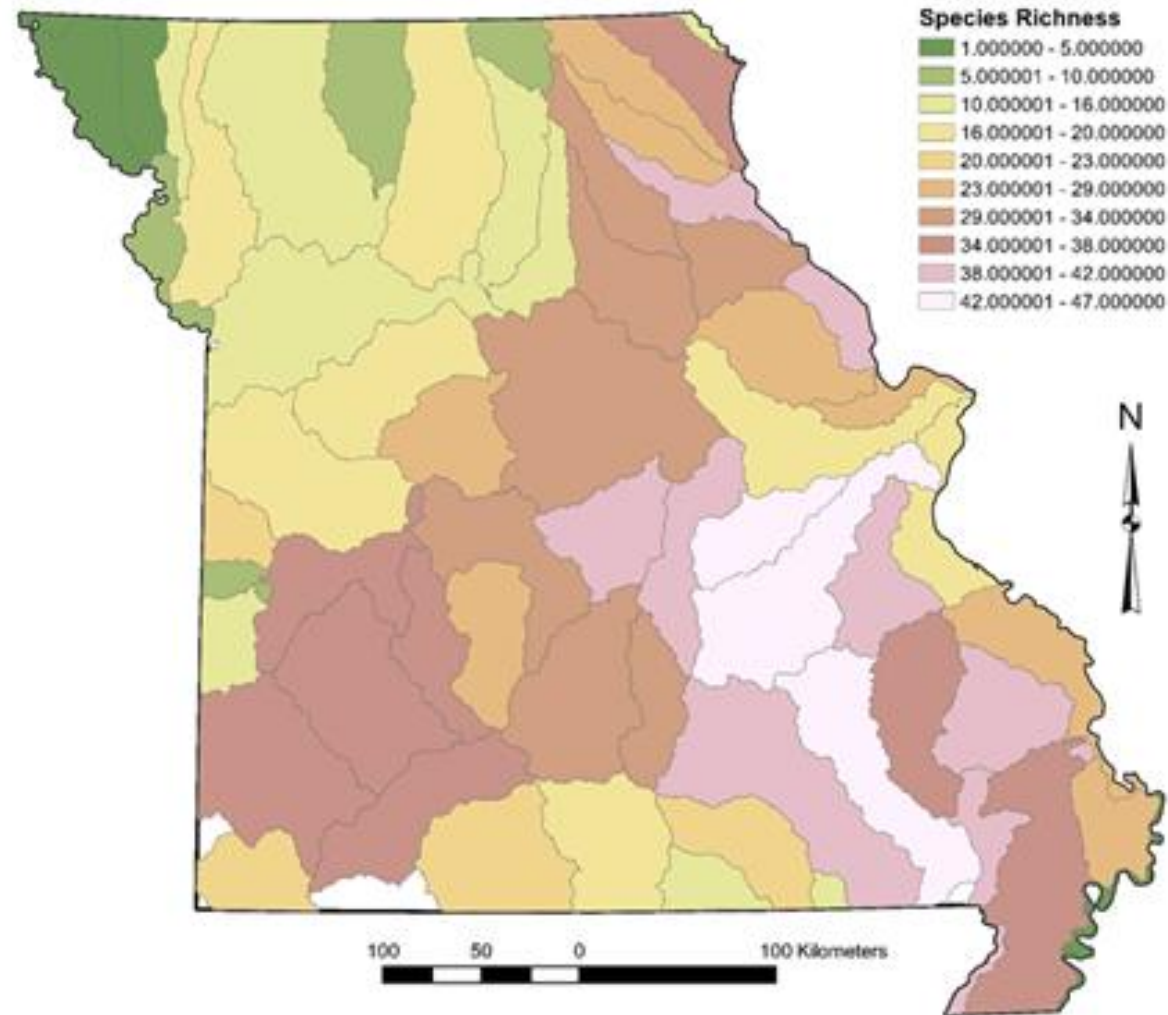 Species Richness
1.000000 - 5.000000
5.000001 - 10.000000
10.000001 - 16.000000
16.000001 - 20.000000
20.000001 - 23.000000
23.000001 - 29.000000
29.000001 - 34.000000
34.000001 - 38.000000
38.000001 - 42.000000
42.000001 - 47.000000
N
100 50 0 100 Kilometers